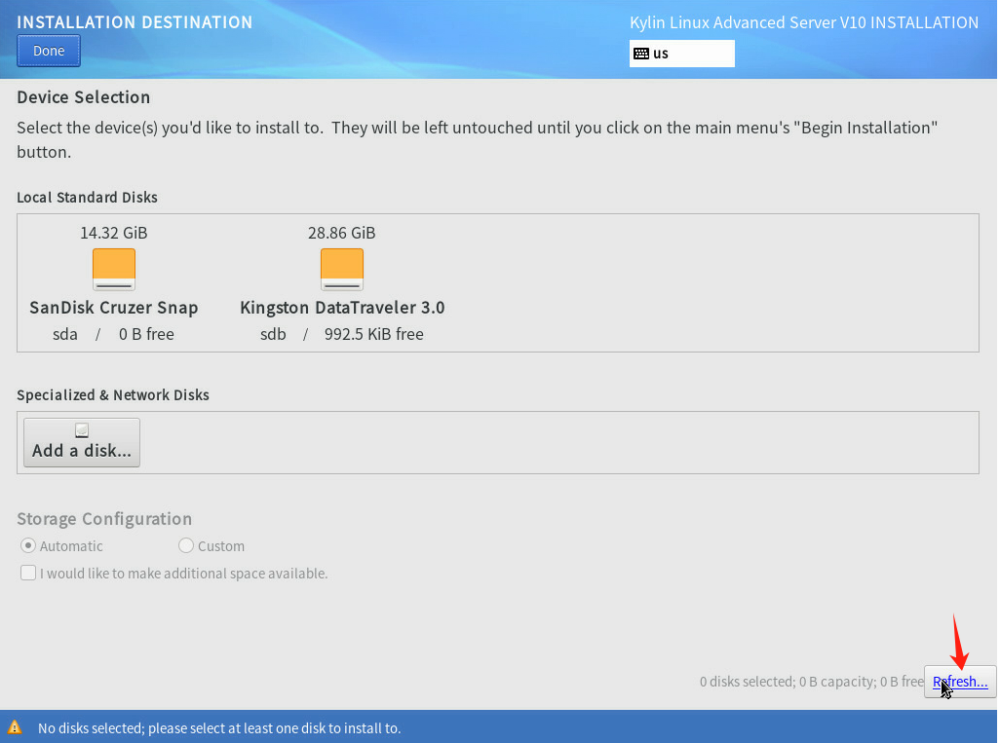 INSTALLATION DESTINATION
Kylin Linux Advanced Server V10 INSTALLATION
Done
us
Device Selection
Select the device(s) you'd like to install to.  They will be left untouched until you click on the main menu's "Begin Installation"
button.
Local Standard Disks
14.32 GiB
28.86 GiB
SanDisk Cruzer Snap
Kingston DataTraveler 3.0
sda / 0 B free
sdb / 992.5 KiB free
Specialized & Network Disks
Add a disk...
Storage Configuration
Automatic
Custom
I would like to make additional space available.
0 disks selected; 0 B capacity; 0 B free
Refresh...
No disks selected; please select at least one disk to install to.